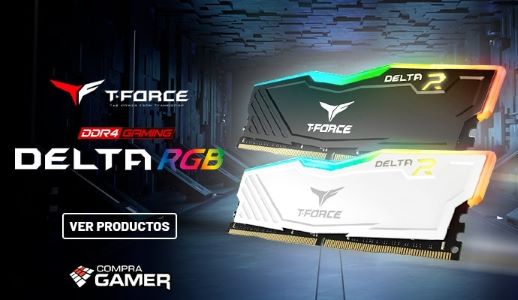 T-FORCE
DDR4 GAMING
DELTA RGB
VER PRODUCTOS
COMPRA
GAMER
DELTA R
T-FORCE
DELTA R
T-FORCE